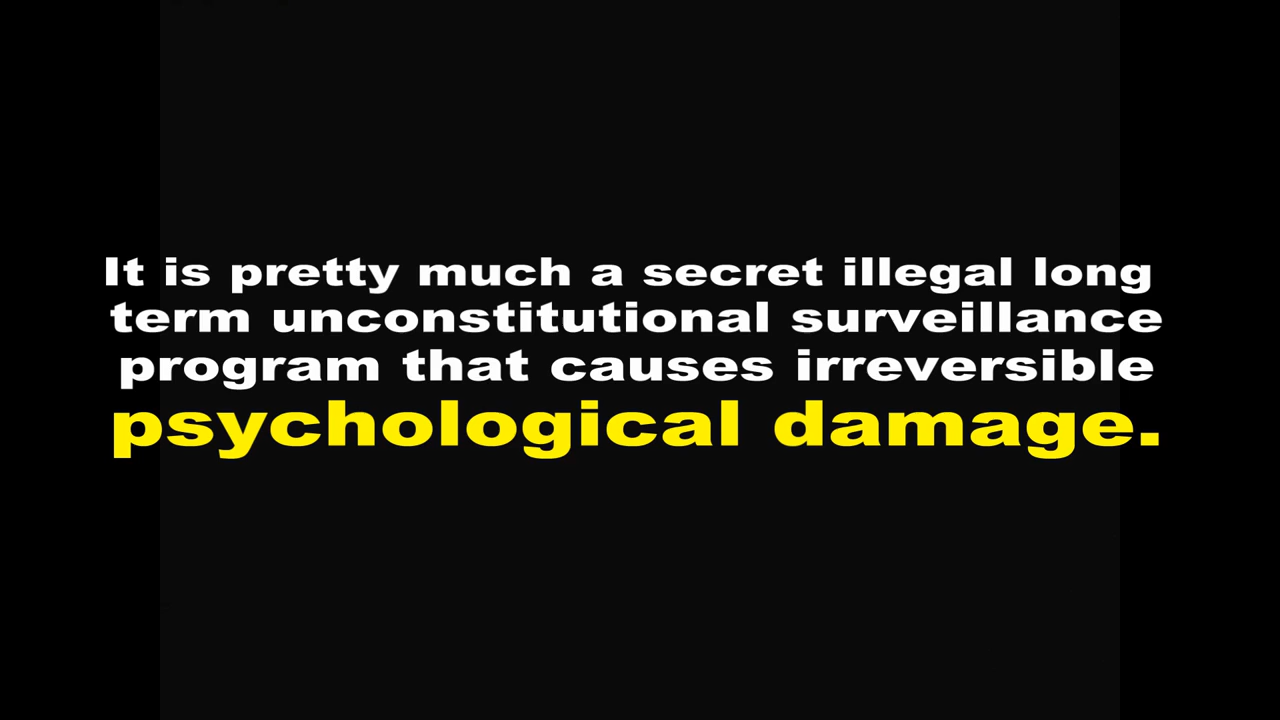 It is pretty much a secret illegal long
term unconstitutional surveillance
program that causes irreversible
psychological damage.